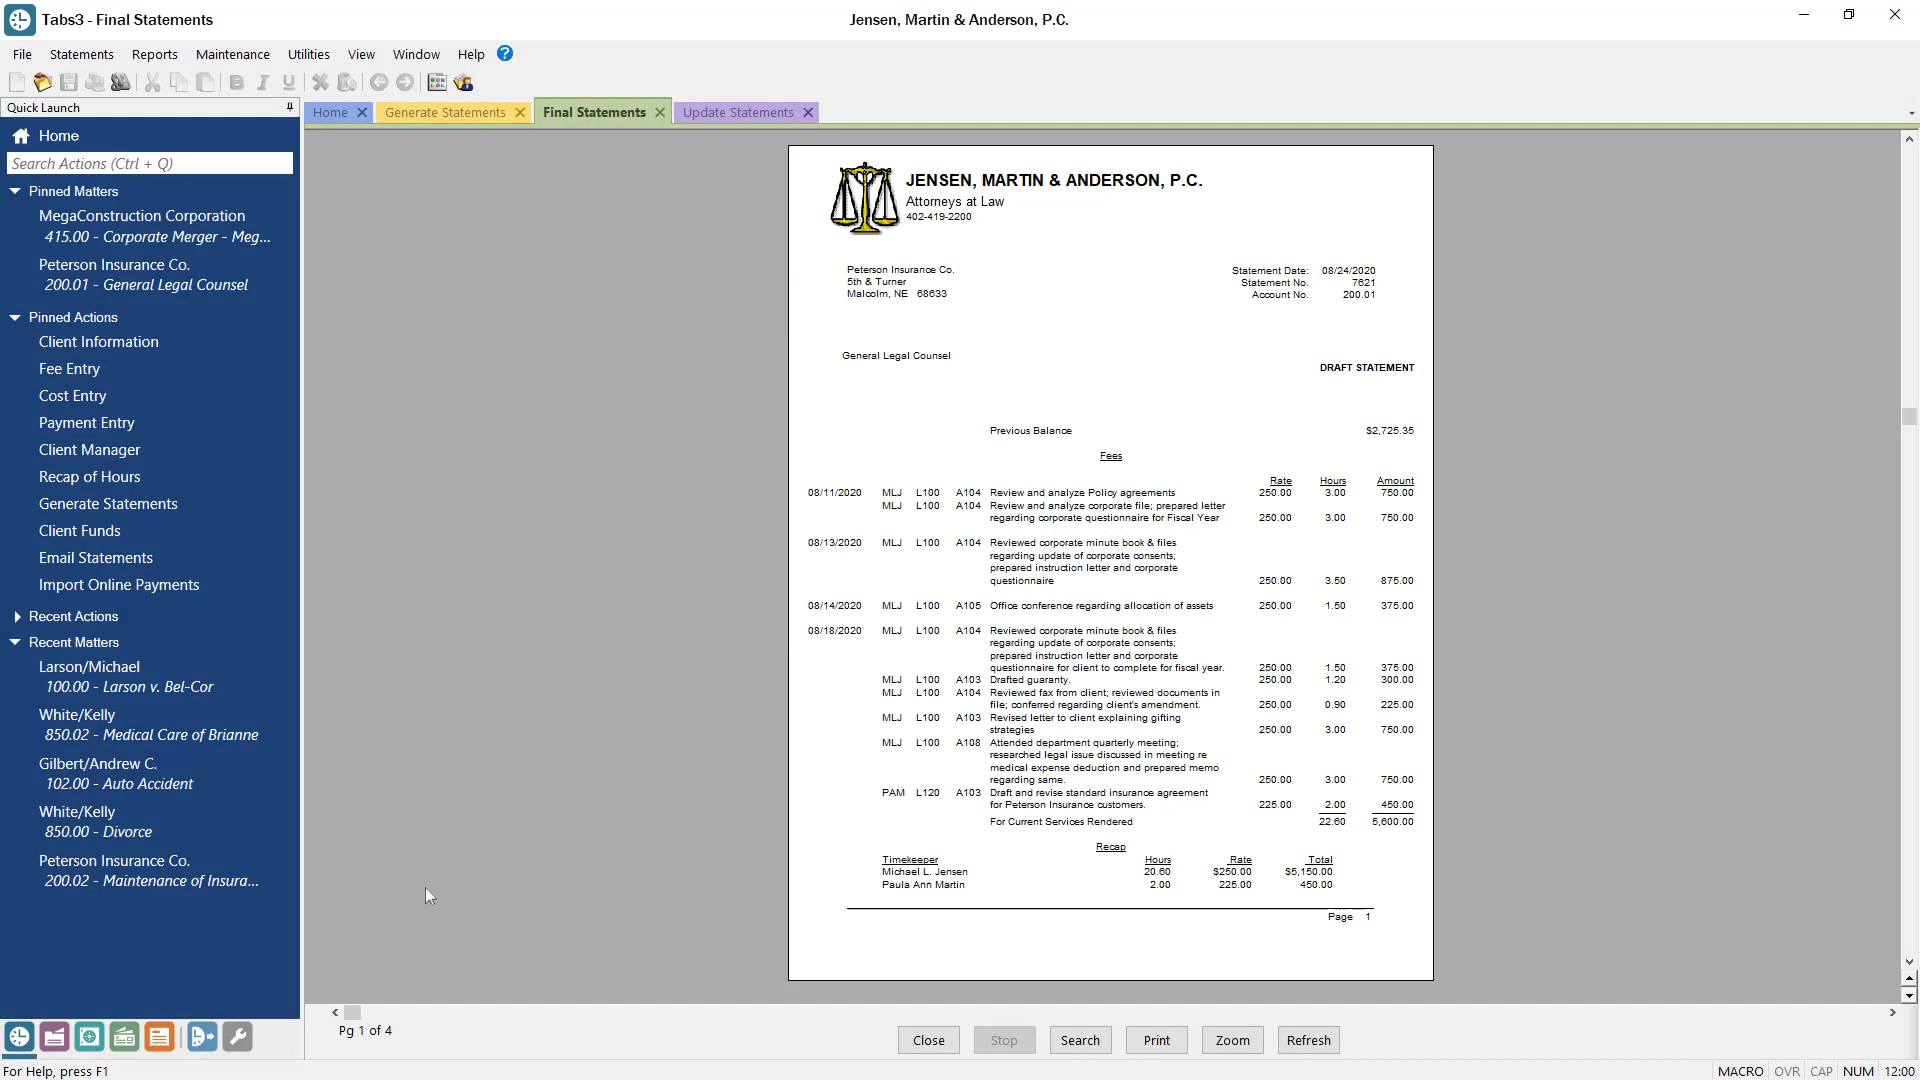 Tabs3 - Final Statements
Jensen, Martin & Anderson, P.C.
File Statements Reports Maintenance Utilities View Window Help ?
B I U
Quick Launch
Home Generate Statements Final Statements Update Statements
Home
Search Actions (Ctrl + Q)
Pinned Matters
MegaConstruction Corporation
415.00 - Corporate Merger - Meg...
Peterson Insurance Co.
200.01 - General Legal Counsel
Pinned Actions
Client Information
Fee Entry
Cost Entry
Payment Entry
Client Manager
Recap of Hours
Generate Statements
Client Funds
Email Statements
Import Online Payments
Recent Actions
Recent Matters
Larson/Michael
100.00 - Larson v. Bel-Cor
White/Kelly
850.02 - Medical Care of Brianne
Gilbert/Andrew C.
102.00 - Auto Accident
White/Kelly
850.00 - Divorce
Peterson Insurance Co.
200.02 - Maintenance of Insura...
JENSEN, MARTIN & ANDERSON, P.C.
Attorneys at Law
402-419-2200
Peterson Insurance Co.
5th & Turner
Malcolm, NE 68633
Statement Date: 08/24/2020
Statement No. 7621
Account No. 200.01
General Legal Counsel
DRAFT STATEMENT
Previous Balance $2,725.35
Fees
Rate Hours Amount
08/11/2020 MLJ L100 A104 Review and analyze Policy agreements 250.00 3.00 750.00
MLJ L100 A104 Review and analyze corporate file; prepared letter
regarding corporate questionnaire for Fiscal Year 250.00 3.00 750.00
08/13/2020 MLJ L100 A104 Reviewed corporate minute book & files
regarding update of corporate consents;
prepared instruction letter and corporate
questionnaire 250.00 3.50 875.00
08/14/2020 MLJ L100 A105 Office conference regarding allocation of assets 250.00 1.50 375.00
08/18/2020 MLJ L100 A104 Reviewed corporate minute book & files
regarding update of corporate consents;
prepared instruction letter and corporate
questionnaire for client to complete for fiscal year. 250.00 1.50 375.00
MLJ L100 A103 Drafted guaranty. 250.00 1.20 300.00
MLJ L100 A104 Reviewed fax from client; reviewed documents in
file; conferred regarding client's amendment. 250.00 0.90 225.00
MLJ L100 A103 Revised letter to client explaining gifting
strategies 250.00 3.00 750.00
MLJ L100 A108 Attended department quarterly meeting;
researched legal issue discussed in meeting re
medical expense deduction and prepared memo
regarding same. 250.00 3.00 750.00
PAM L120 A103 Draft and revise standard insurance agreement
for Peterson Insurance customers. 225.00 2.00 450.00
For Current Services Rendered 22.60 5,600.00
Recap
Timekeeper Hours Rate Total
Michael L. Jensen 20.60 $250.00 $5,150.00
Paula Ann Martin 2.00 225.00 450.00
Page 1
Pg 1 of 4
Close Stop Search Print Zoom Refresh
For Help, press F1
MACRO OVR CAP NUM 12:00